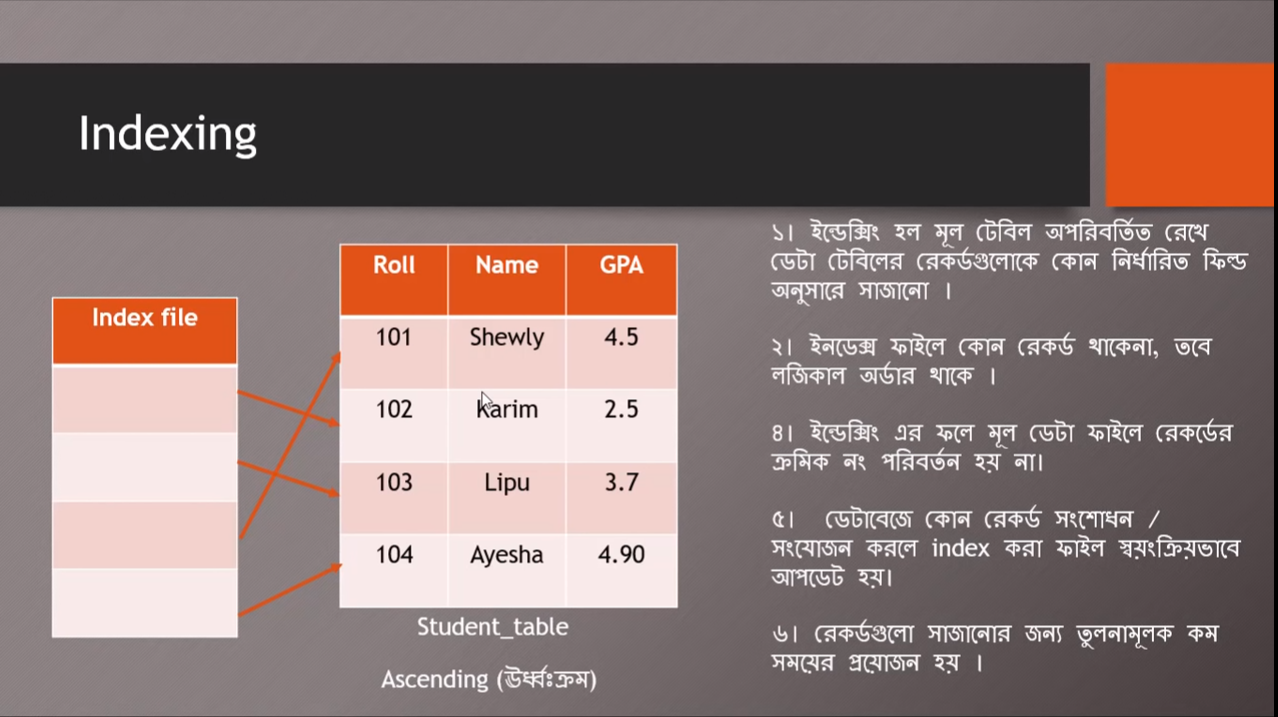 Indexing
Index file
Roll Name GPA
101 Shewly 4.5
102 Karim 2.5
103 Lipu 3.7
104 Ayesha 4.90
Student_table
Ascending (ঊর্ধ্বঃক্রম)
১। ইন্ডেক্সিং হল মূল টেবিল অপরিবর্তিত রেখে
ডেটা টেবিলের রেকর্ডগুলোকে কোন নির্ধারিত ফিল্ড
অনুসারে সাজানো ।
২। ইনডেক্স ফাইলে কোন রেকর্ড থাকেনা, তবে
লজিকাল অর্ডার থাকে ।
৪। ইন্ডেক্সিং এর ফলে মূল ডেটা ফাইলে রেকর্ডের
ক্রমিক নং পরিবর্তন হয় না।
৫। ডেটাবেজে কোন রেকর্ড সংশোধন /
সংযোজন করলে index করা ফাইল স্বয়ংক্রিয়ভাবে
আপডেট হয়।
৬। রেকর্ডগুলো সাজানোর জন্য তুলনামূলক কম
সময়ের প্রয়োজন হয় ।